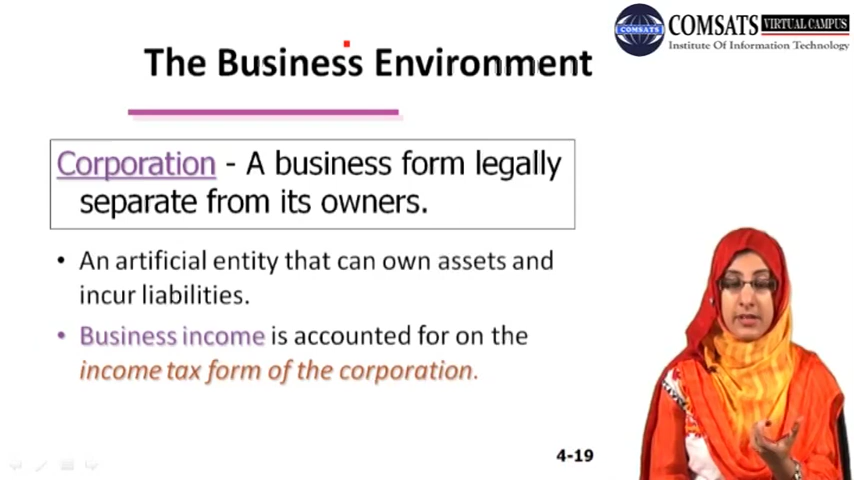 COMSATS
COMSATS VIRTUAL CAMPUS
Institute Of Information Technology
The Business Environment
Corporation - A business form legally
separate from its owners.
• An artificial entity that can own assets and
incur liabilities.
• Business income is accounted for on the
income tax form of the corporation.
4-19